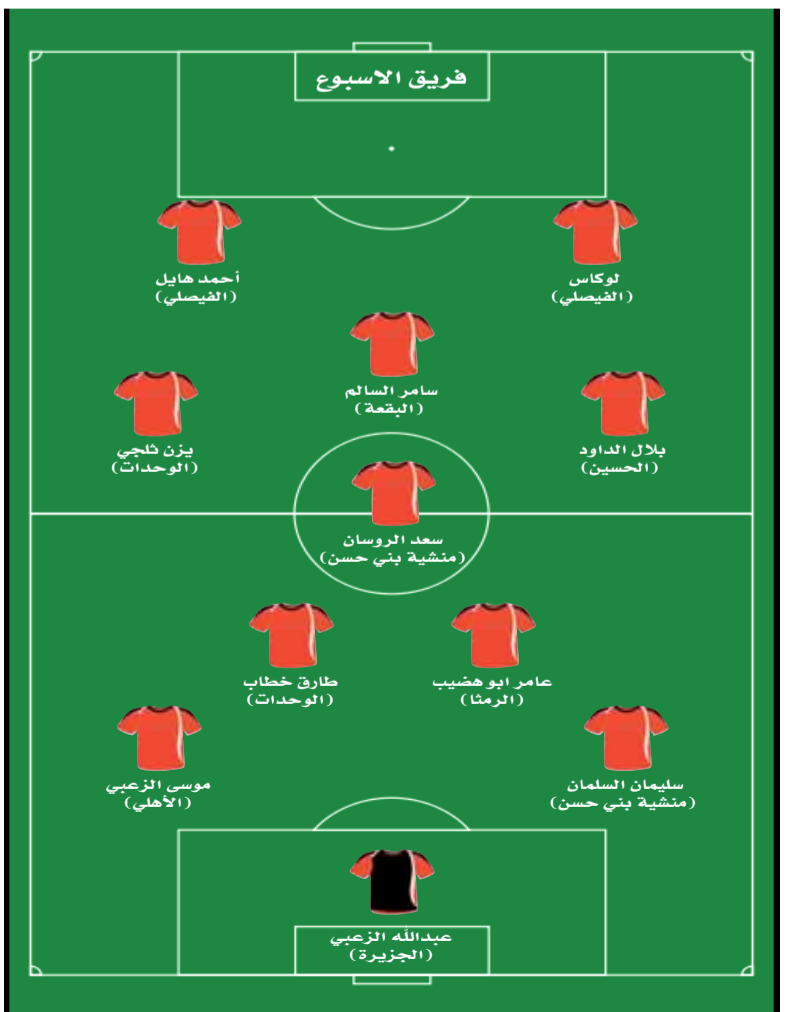 فريق الاسبوع
أحمد هايل
(الفيصلي)
لوكاس
(الفيصلي)
سامر السالم
(البقعة)
يزن ثلجي
(الوحدات)
بلال الداود
(الحسين)
سعد الروسان
(منشية بني حسن)
طارق خطاب
(الوحدات)
عامر ابو هضيب
(الرمثا)
موسى الزعبي
(الأهلي)
سليمان السلمان
(منشية بني حسن)
عبدالله الزعبي
(الجزيرة)